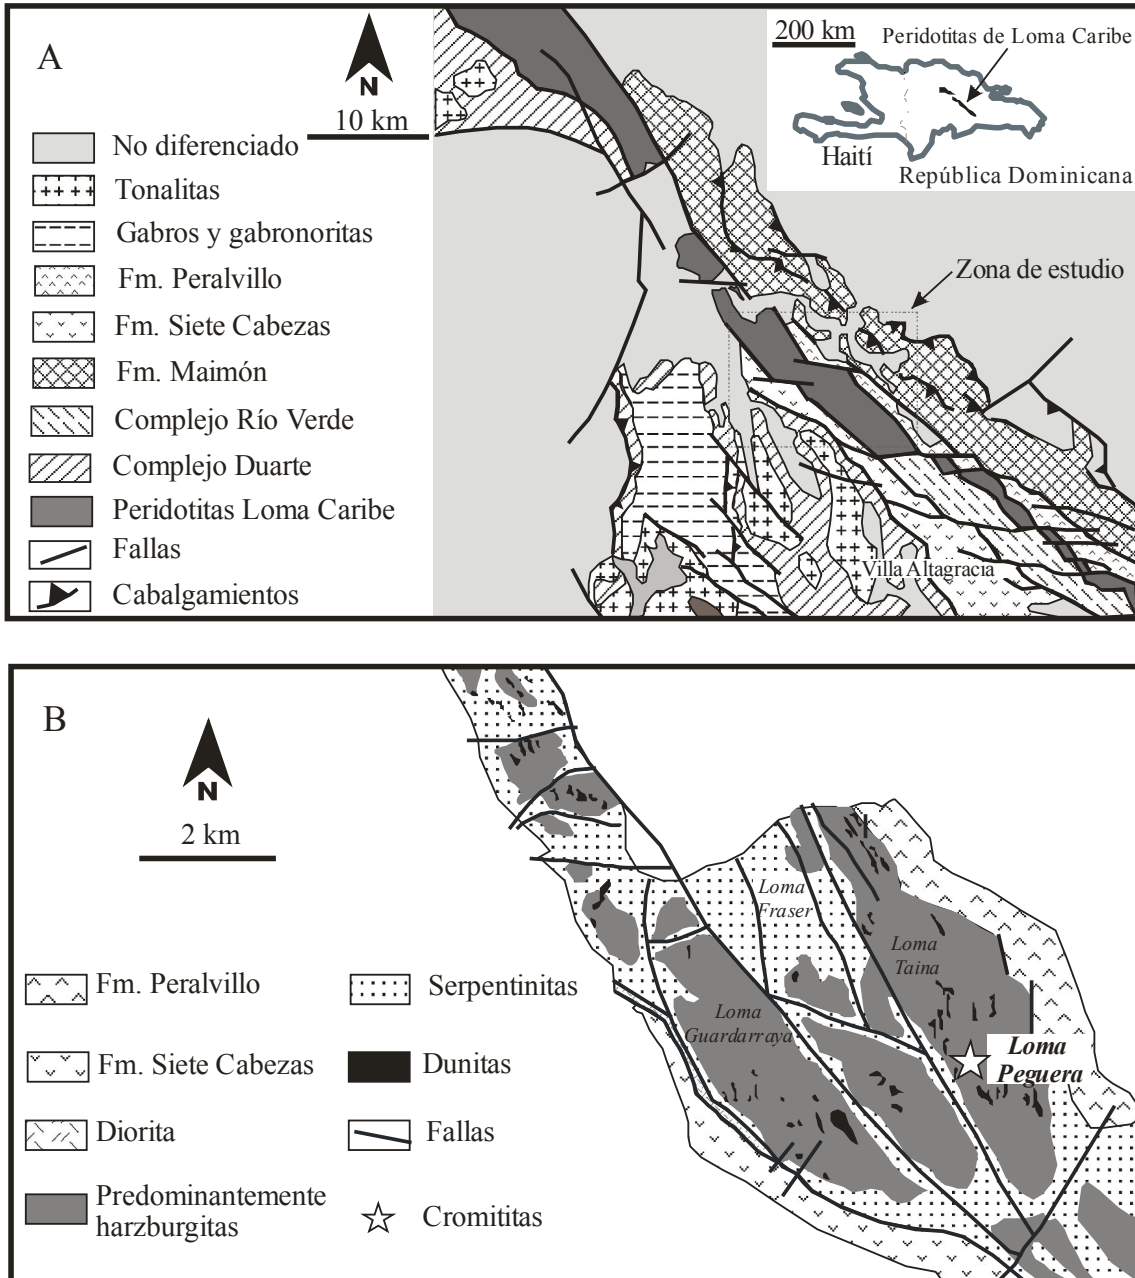 A
N
10 km
No diferenciado
Tonalitas
Gabros y gabronoritas
Fm. Peralvillo
Fm. Siete Cabezas
Fm. Maimón
Complejo Río Verde
Complejo Duarte
Peridotitas Loma Caribe
Fallas
Cabalgamientos
200 km
Peridotitas de Loma Caribe
Haití
República Dominicana
Zona de estudio
Villa Altagracia
B
N
2 km
Fm. Peralvillo
Fm. Siete Cabezas
Diorita
Predominantemente
harzburgitas
Serpentinitas
Dunitas
Fallas
Cromititas
Loma
Fraser
Loma
Taina
Loma
Guardarraya
Loma
Peguera